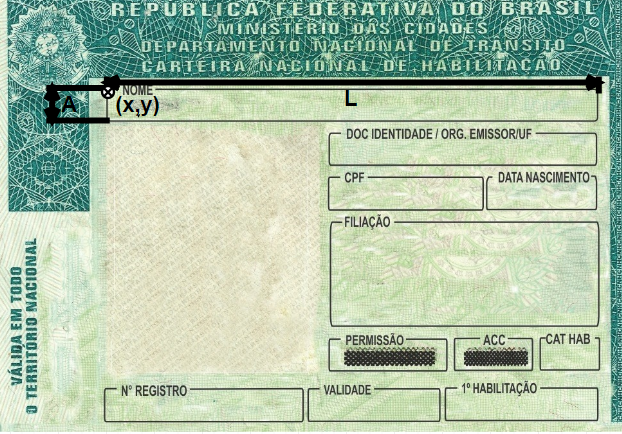 REPÚBLICA FEDERATIVA DO BRASIL
MINISTÉRIO DAS CIDADES
DEPARTAMENTO NACIONAL DE TRÂNSITO
CARTEIRA NACIONAL DE HABILITAÇÃO
NOME
A
(x,y)
L
DOC IDENTIDADE / ORG. EMISSOR/UF
CPF
DATA NASCIMENTO
FILIAÇÃO
VÁLIDA EM TODO
O TERRITÓRIO NACIONAL
PERMISSÃO
ACC
CAT HAB
Nº REGISTRO
VALIDADE
1º HABILITAÇÃO